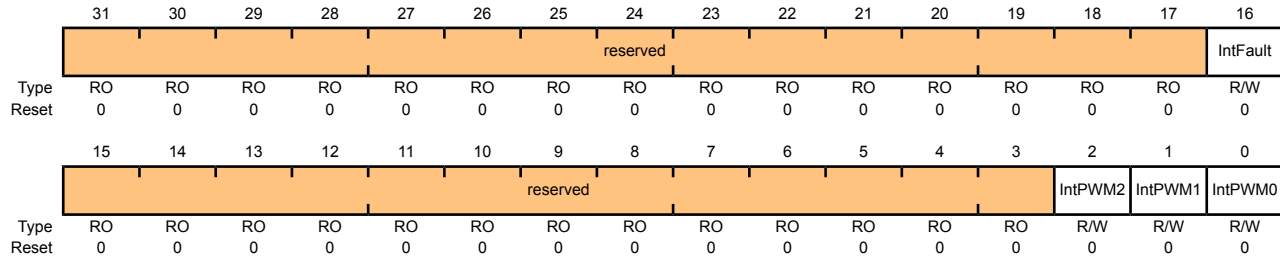 31 30 29 28 27 26 25 24 23 22 21 20 19 18 17 16
reserved IntFault
Type RO RO RO RO RO RO RO RO RO RO RO RO RO RO RO R/W
Reset 0 0 0 0 0 0 0 0 0 0 0 0 0 0 0 0
15 14 13 12 11 10 9 8 7 6 5 4 3 2 1 0
reserved IntPWM2 IntPWM1 IntPWM0
Type RO RO RO RO RO RO RO RO RO RO RO RO RO R/W R/W R/W
Reset 0 0 0 0 0 0 0 0 0 0 0 0 0 0 0 0